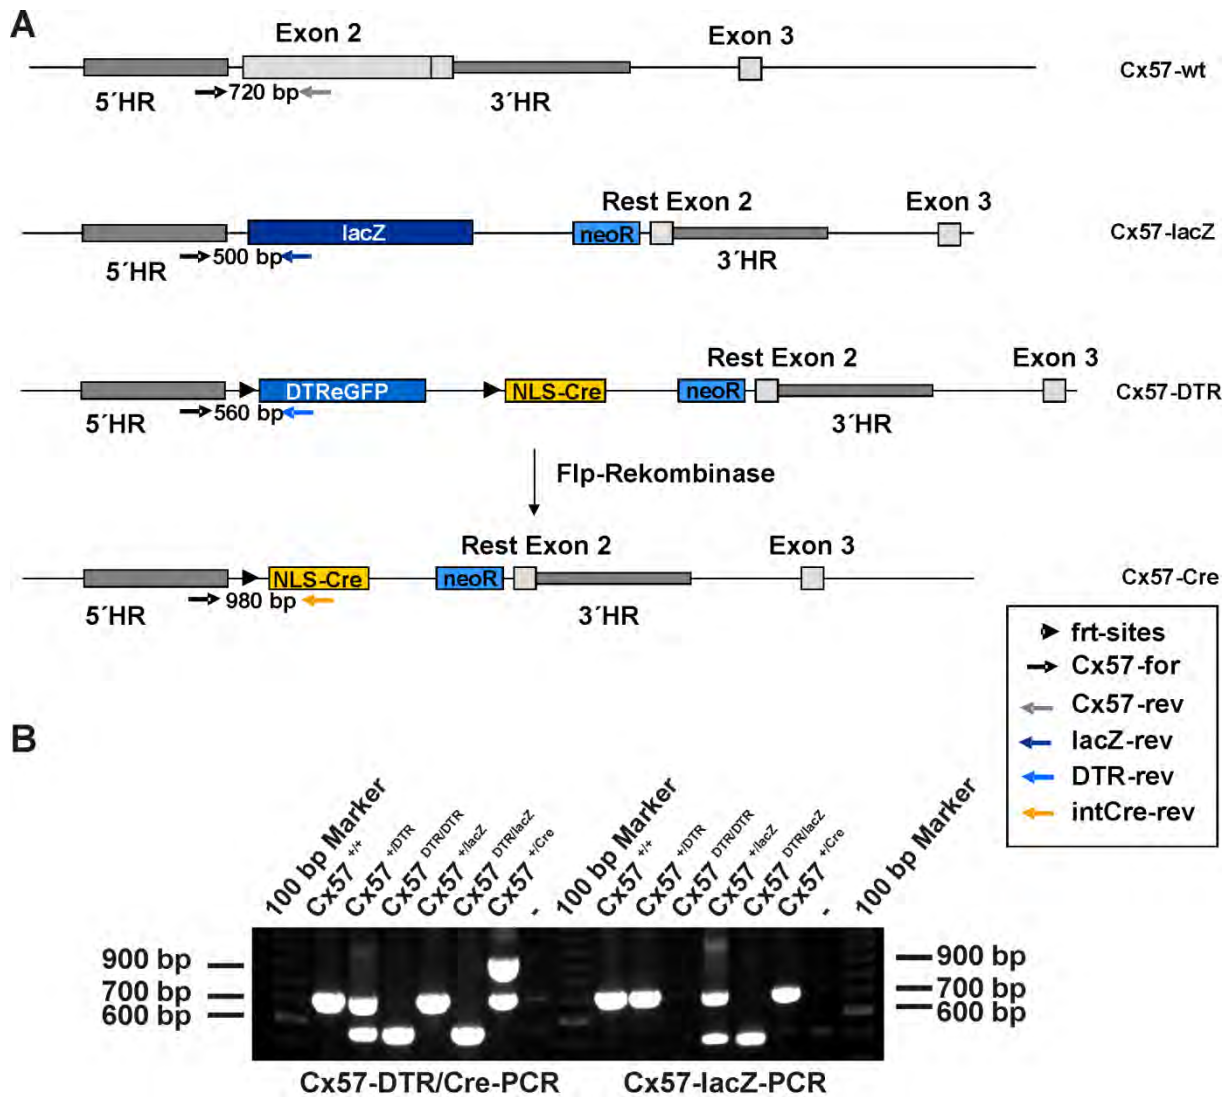 A
Exon 2
Exon 3
Cx57-wt
720 bp
5´HR
3´HR
Rest Exon 2
Exon 3
lacZ
neoR
Cx57-lacZ
500 bp
5´HR
3´HR
Rest Exon 2
Exon 3
DTReGFP
NLS-Cre
neoR
Cx57-DTR
560 bp
5´HR
3´HR
Flp-Rekombinase
Rest Exon 2
Exon 3
NLS-Cre
neoR
Cx57-Cre
980 bp
5´HR
3´HR
frt-sites
Cx57-for
Cx57-rev
lacZ-rev
DTR-rev
intCre-rev
B
100 bp Marker
Cx57 +/+
Cx57 +/DTR
Cx57 DTR/DTR
Cx57 +/lacZ
Cx57 DTR/lacZ
Cx57 +/Cre
-
100 bp Marker
Cx57 +/+
Cx57 +/DTR
Cx57 DTR/DTR
Cx57 +/lacZ
Cx57 DTR/lacZ
Cx57 +/Cre
-
100 bp Marker
900 bp
700 bp
600 bp
900 bp
700 bp
600 bp
Cx57-DTR/Cre-PCR
Cx57-lacZ-PCR